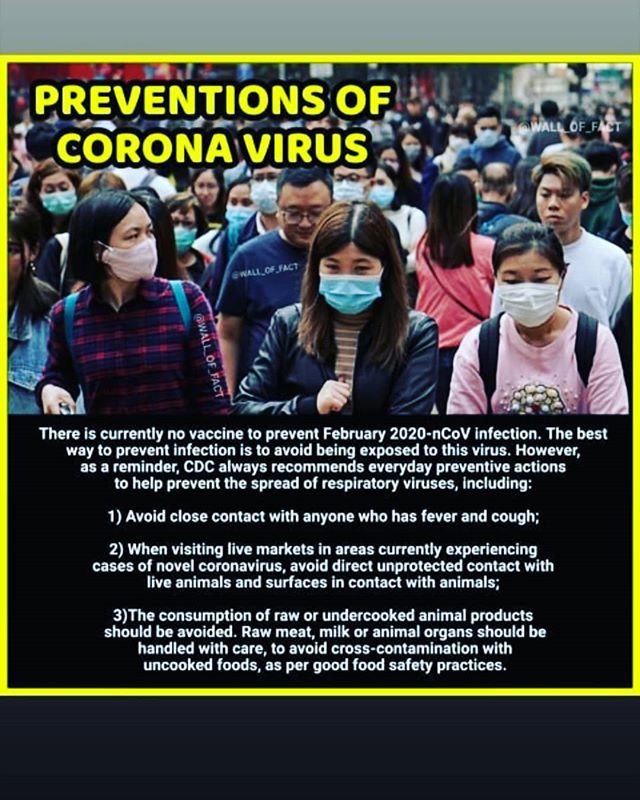 PREVENTIONS OF
CORONA VIRUS
@WALL_OF_FACT
@WALL_OF_FACT
@WALL_OF_FACT
There is currently no vaccine to prevent February 2020-nCoV infection. The best
way to prevent infection is to avoid being exposed to this virus. However,
as a reminder, CDC always recommends everyday preventive actions
to help prevent the spread of respiratory viruses, including:
1) Avoid close contact with anyone who has fever and cough;
2) When visiting live markets in areas currently experiencing
cases of novel coronavirus, avoid direct unprotected contact with
live animals and surfaces in contact with animals;
3)The consumption of raw or undercooked animal products
should be avoided. Raw meat, milk or animal organs should be
handled with care, to avoid cross-contamination with
uncooked foods, as per good food safety practices.